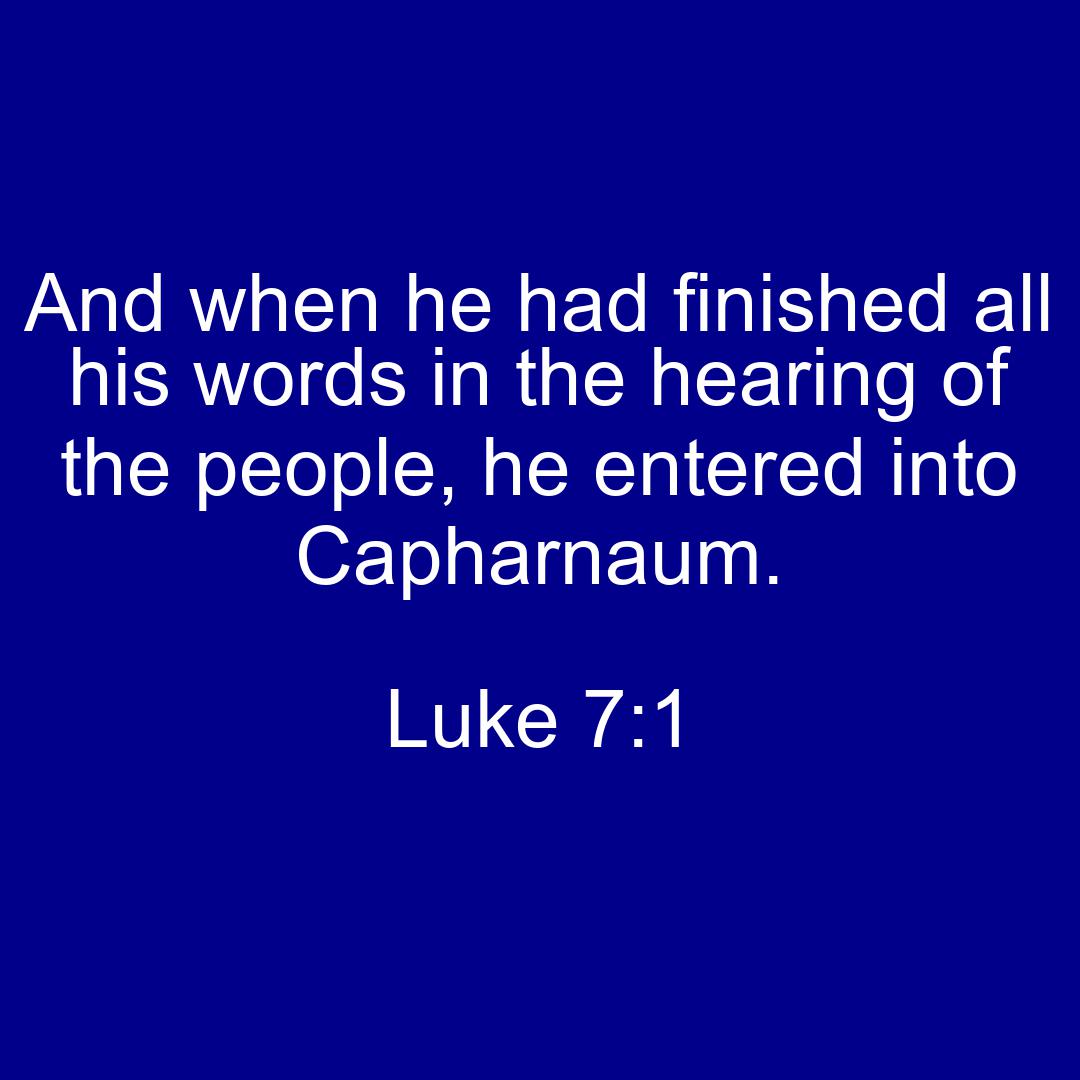 And when he had finished all
his words in the hearing of
the people, he entered into
Capharnaum.
Luke 7:1